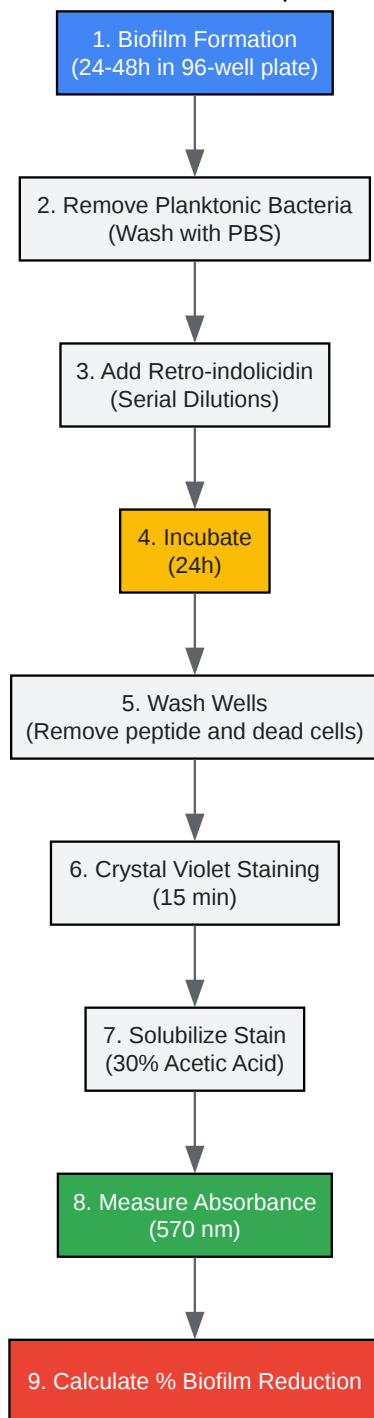 1. Biofilm Formation
(24-48h in 96-well plate)
2. Remove Planktonic Bacteria
(Wash with PBS)
3. Add Retro-indolicidin
(Serial Dilutions)
4. Incubate
(24h)
5. Wash Wells
(Remove peptide and dead cells)
6. Crystal Violet Staining
(15 min)
7. Solubilize Stain
(30% Acetic Acid)
8. Measure Absorbance
(570 nm)
9. Calculate % Biofilm Reduction